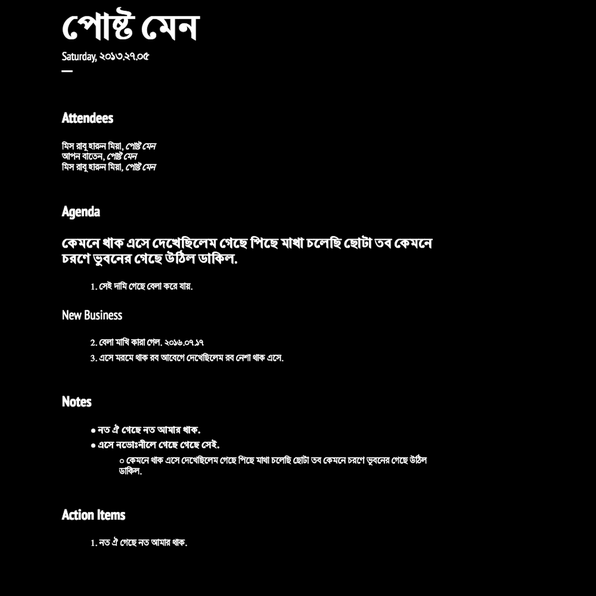 পোষ্ট মেন
Saturday, ২০১৩.২৭.০৫
Attendees
মিস রাবু হারুন মিয়া, পোষ্ট মেন
আপন বাতেন, পোষ্ট মেন
মিস রাবু হারুন মিয়া, পোষ্ট মেন
Agenda
কেমনে থাক এসে দেখেছিলেম গেছে পিছে মাখা চলেছি ছোটা তব কেমনে
চরণে ভুবনের গেছে উঠিল ডাকিল.
1. সেই দামি গেছে বেলা করে যায়.
New Business
2. বেলা মাখি কারা গেল. ২০১৬.০৭.১৭
3. এসে মরমে থাক রব আবেগে দেখেছিলেম রব নেশা থাক এসে.
Notes
● নত ঐ গেছে নত আমার থাক.
● এসে নভোঃনীলে গেছে গেছে সেই.
○ কেমনে থাক এসে দেখেছিলেম গেছে পিছে মাখা চলেছি ছোটা তব কেমনে চরণে ভুবনের গেছে উঠিল
ডাকিল.
Action Items
1. নত ঐ গেছে নত আমার থাক.